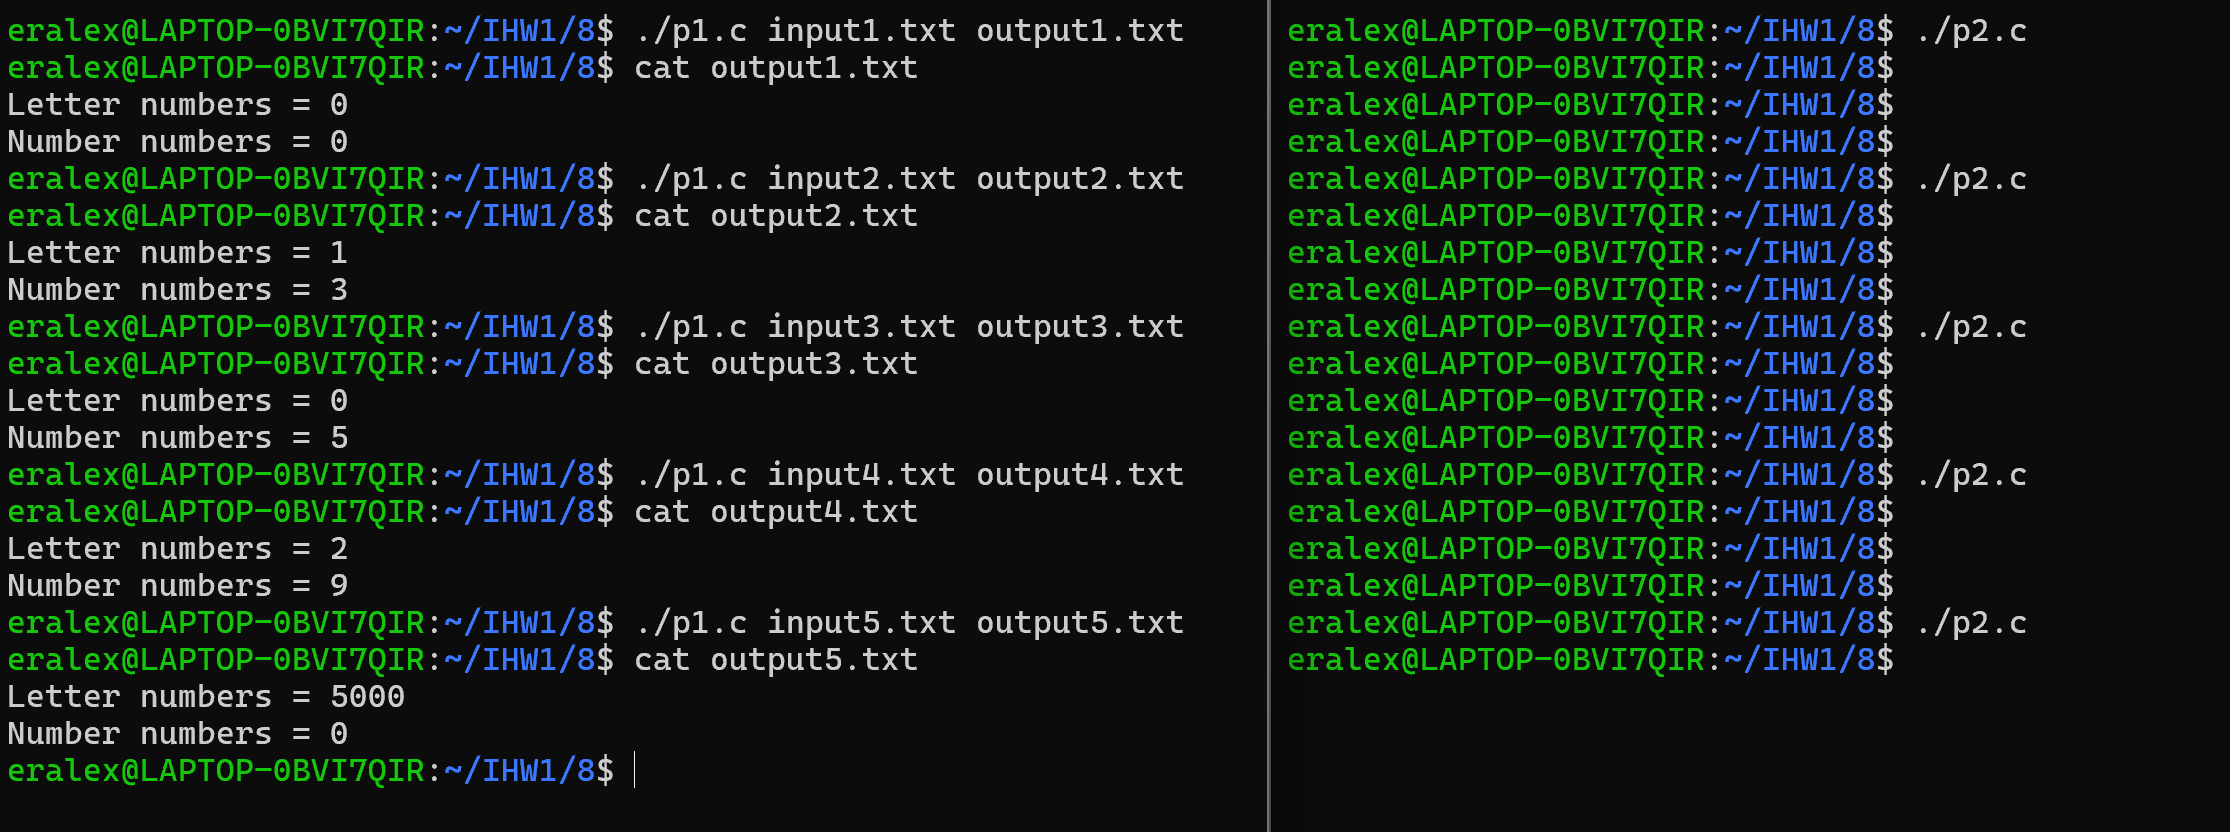 eralex@LAPTOP-0BVI7QIR:~/IHW1/8$ ./p1.c input1.txt output1.txt
eralex@LAPTOP-0BVI7QIR:~/IHW1/8$ cat output1.txt
Letter numbers = 0
Number numbers = 0
eralex@LAPTOP-0BVI7QIR:~/IHW1/8$ ./p1.c input2.txt output2.txt
eralex@LAPTOP-0BVI7QIR:~/IHW1/8$ cat output2.txt
Letter numbers = 1
Number numbers = 3
eralex@LAPTOP-0BVI7QIR:~/IHW1/8$ ./p1.c input3.txt output3.txt
eralex@LAPTOP-0BVI7QIR:~/IHW1/8$ cat output3.txt
Letter numbers = 0
Number numbers = 5
eralex@LAPTOP-0BVI7QIR:~/IHW1/8$ ./p1.c input4.txt output4.txt
eralex@LAPTOP-0BVI7QIR:~/IHW1/8$ cat output4.txt
Letter numbers = 2
Number numbers = 9
eralex@LAPTOP-0BVI7QIR:~/IHW1/8$ ./p1.c input5.txt output5.txt
eralex@LAPTOP-0BVI7QIR:~/IHW1/8$ cat output5.txt
Letter numbers = 5000
Number numbers = 0
eralex@LAPTOP-0BVI7QIR:~/IHW1/8$
eralex@LAPTOP-0BVI7QIR:~/IHW1/8$ ./p2.c
eralex@LAPTOP-0BVI7QIR:~/IHW1/8$
eralex@LAPTOP-0BVI7QIR:~/IHW1/8$
eralex@LAPTOP-0BVI7QIR:~/IHW1/8$
eralex@LAPTOP-0BVI7QIR:~/IHW1/8$ ./p2.c
eralex@LAPTOP-0BVI7QIR:~/IHW1/8$
eralex@LAPTOP-0BVI7QIR:~/IHW1/8$
eralex@LAPTOP-0BVI7QIR:~/IHW1/8$
eralex@LAPTOP-0BVI7QIR:~/IHW1/8$ ./p2.c
eralex@LAPTOP-0BVI7QIR:~/IHW1/8$
eralex@LAPTOP-0BVI7QIR:~/IHW1/8$
eralex@LAPTOP-0BVI7QIR:~/IHW1/8$
eralex@LAPTOP-0BVI7QIR:~/IHW1/8$ ./p2.c
eralex@LAPTOP-0BVI7QIR:~/IHW1/8$
eralex@LAPTOP-0BVI7QIR:~/IHW1/8$
eralex@LAPTOP-0BVI7QIR:~/IHW1/8$
eralex@LAPTOP-0BVI7QIR:~/IHW1/8$ ./p2.c
eralex@LAPTOP-0BVI7QIR:~/IHW1/8$